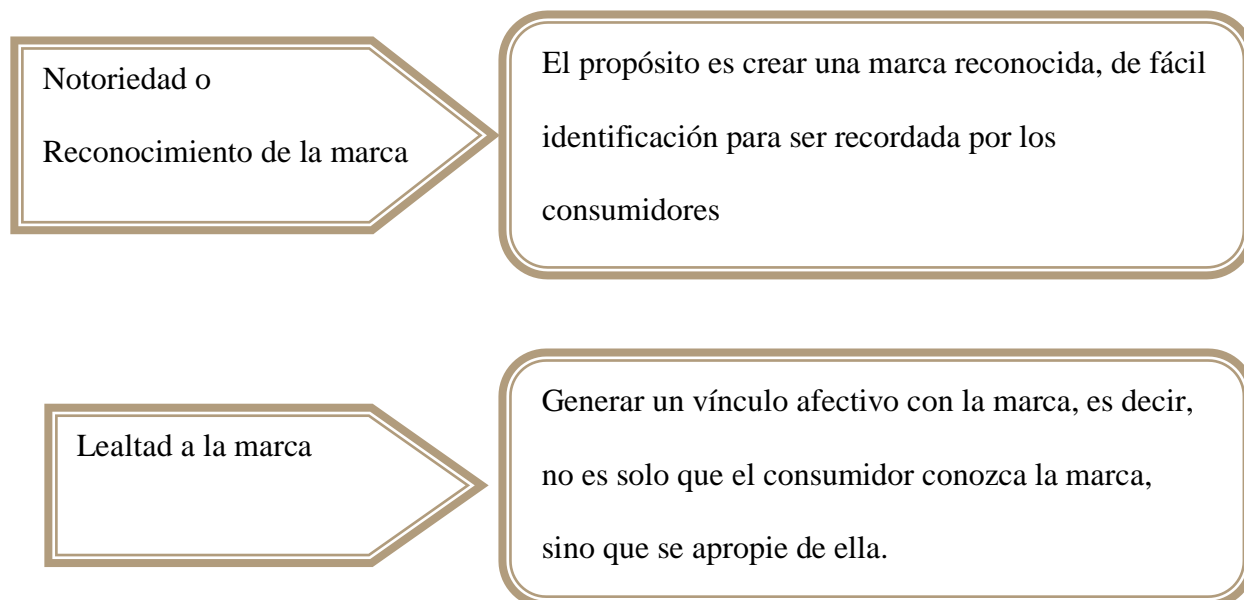 Notoriedad o
Reconocimiento de la marca
El propósito es crear una marca reconocida, de fácil
identificación para ser recordada por los
consumidores
Lealtad a la marca
Generar un vínculo afectivo con la marca, es decir,
no es solo que el consumidor conozca la marca,
sino que se apropie de ella.